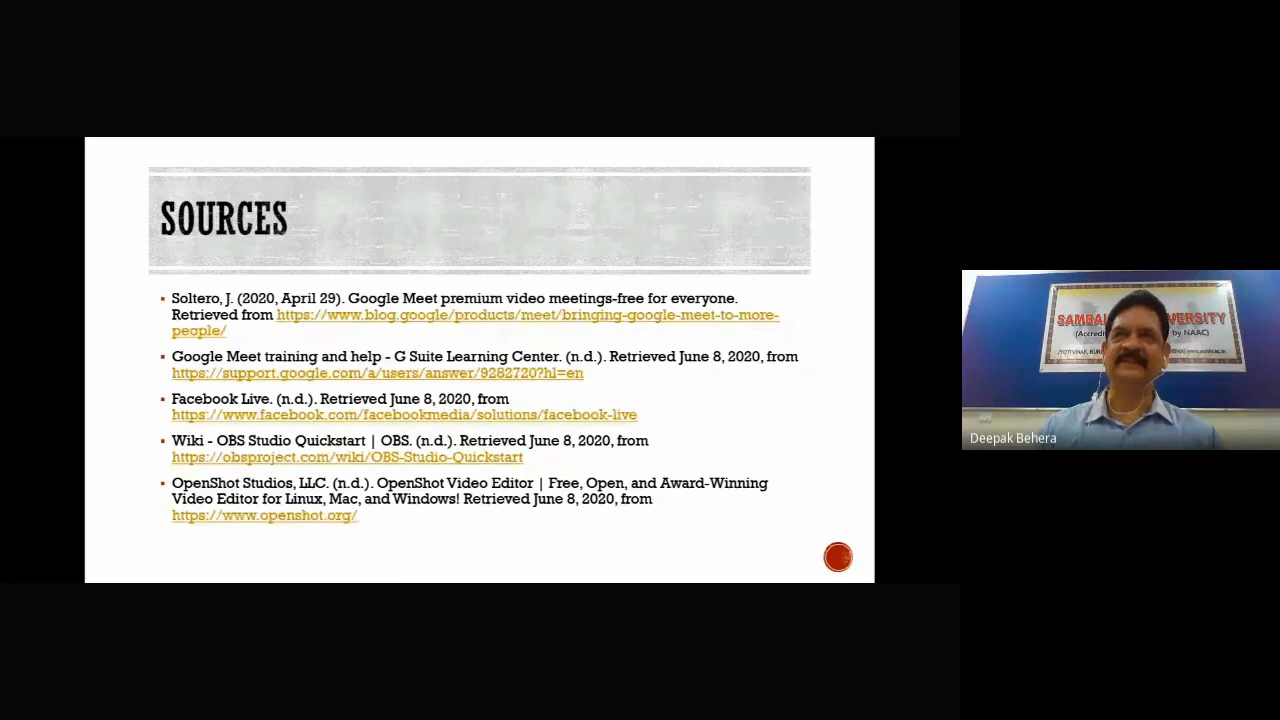 SOURCES
Soltero, J. (2020, April 29). Google Meet premium video meetings-free for everyone.
Retrieved from https://www.blog.google/products/meet/bringing-google-meet-to-more-
people/
Google Meet training and help - G Suite Learning Center. (n.d.). Retrieved June 8, 2020, from
https://support.google.com/a/users/answer/9282720?hl=en
Facebook Live. (n.d.). Retrieved June 8, 2020, from
https://www.facebook.com/facebookmedia/solutions/facebook-live
Wiki - OBS Studio Quickstart | OBS. (n.d.). Retrieved June 8, 2020, from
https://obsproject.com/wiki/OBS-Studio-Quickstart
OpenShot Studios, LLC. (n.d.). OpenShot Video Editor | Free, Open, and Award-Winning
Video Editor for Linux, Mac, and Windows! Retrieved June 8, 2020, from
https://www.openshot.org/
SAMBA VERSITY
(Accredi by NAAC)
Deepak Behera